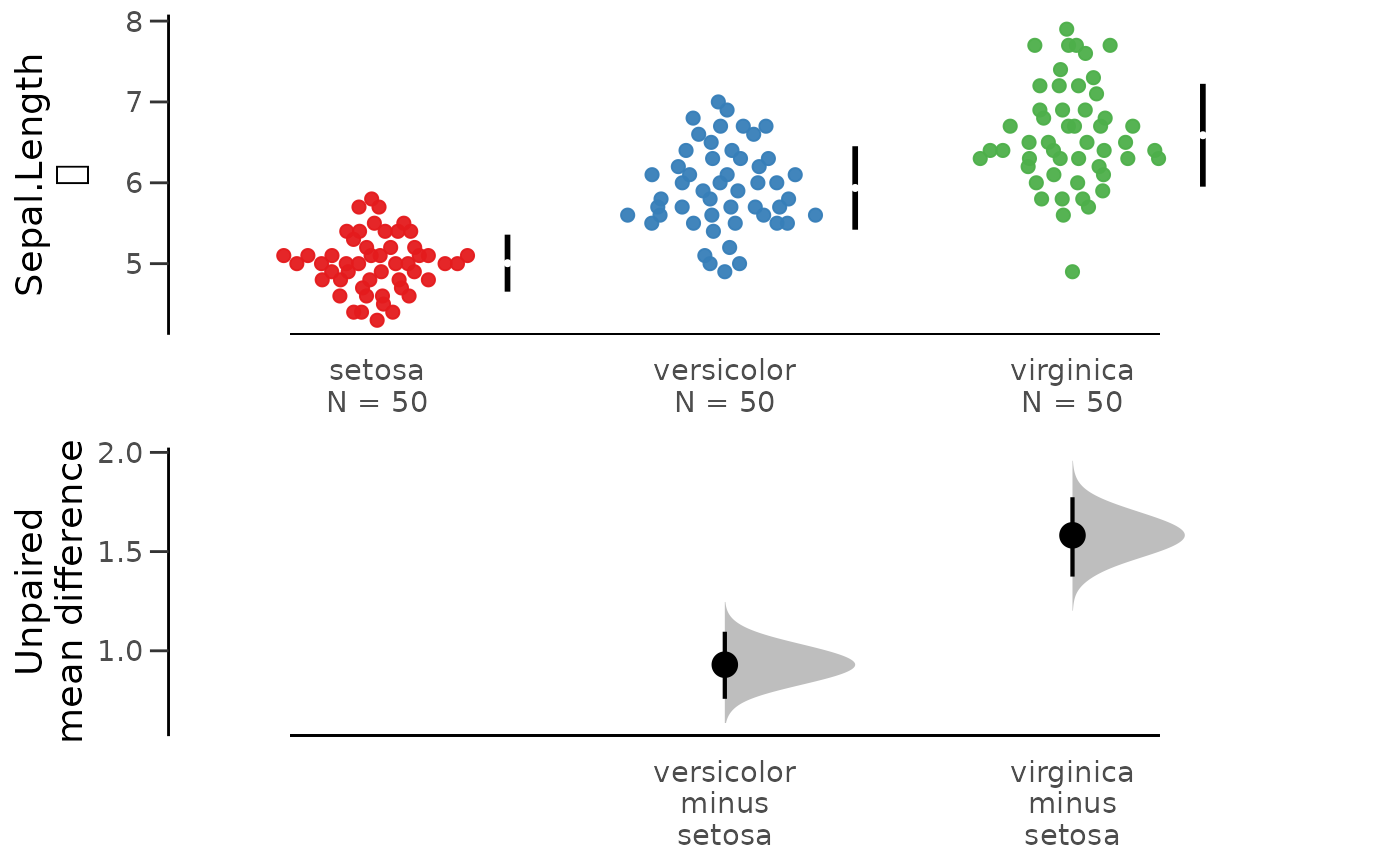 8
7
6
5
Sepal.Length
setosa
N = 50
versicolor
N = 50
virginica
N = 50
2.0
1.5
1.0
Unpaired
mean difference
versicolor
minus
setosa
virginica
minus
setosa